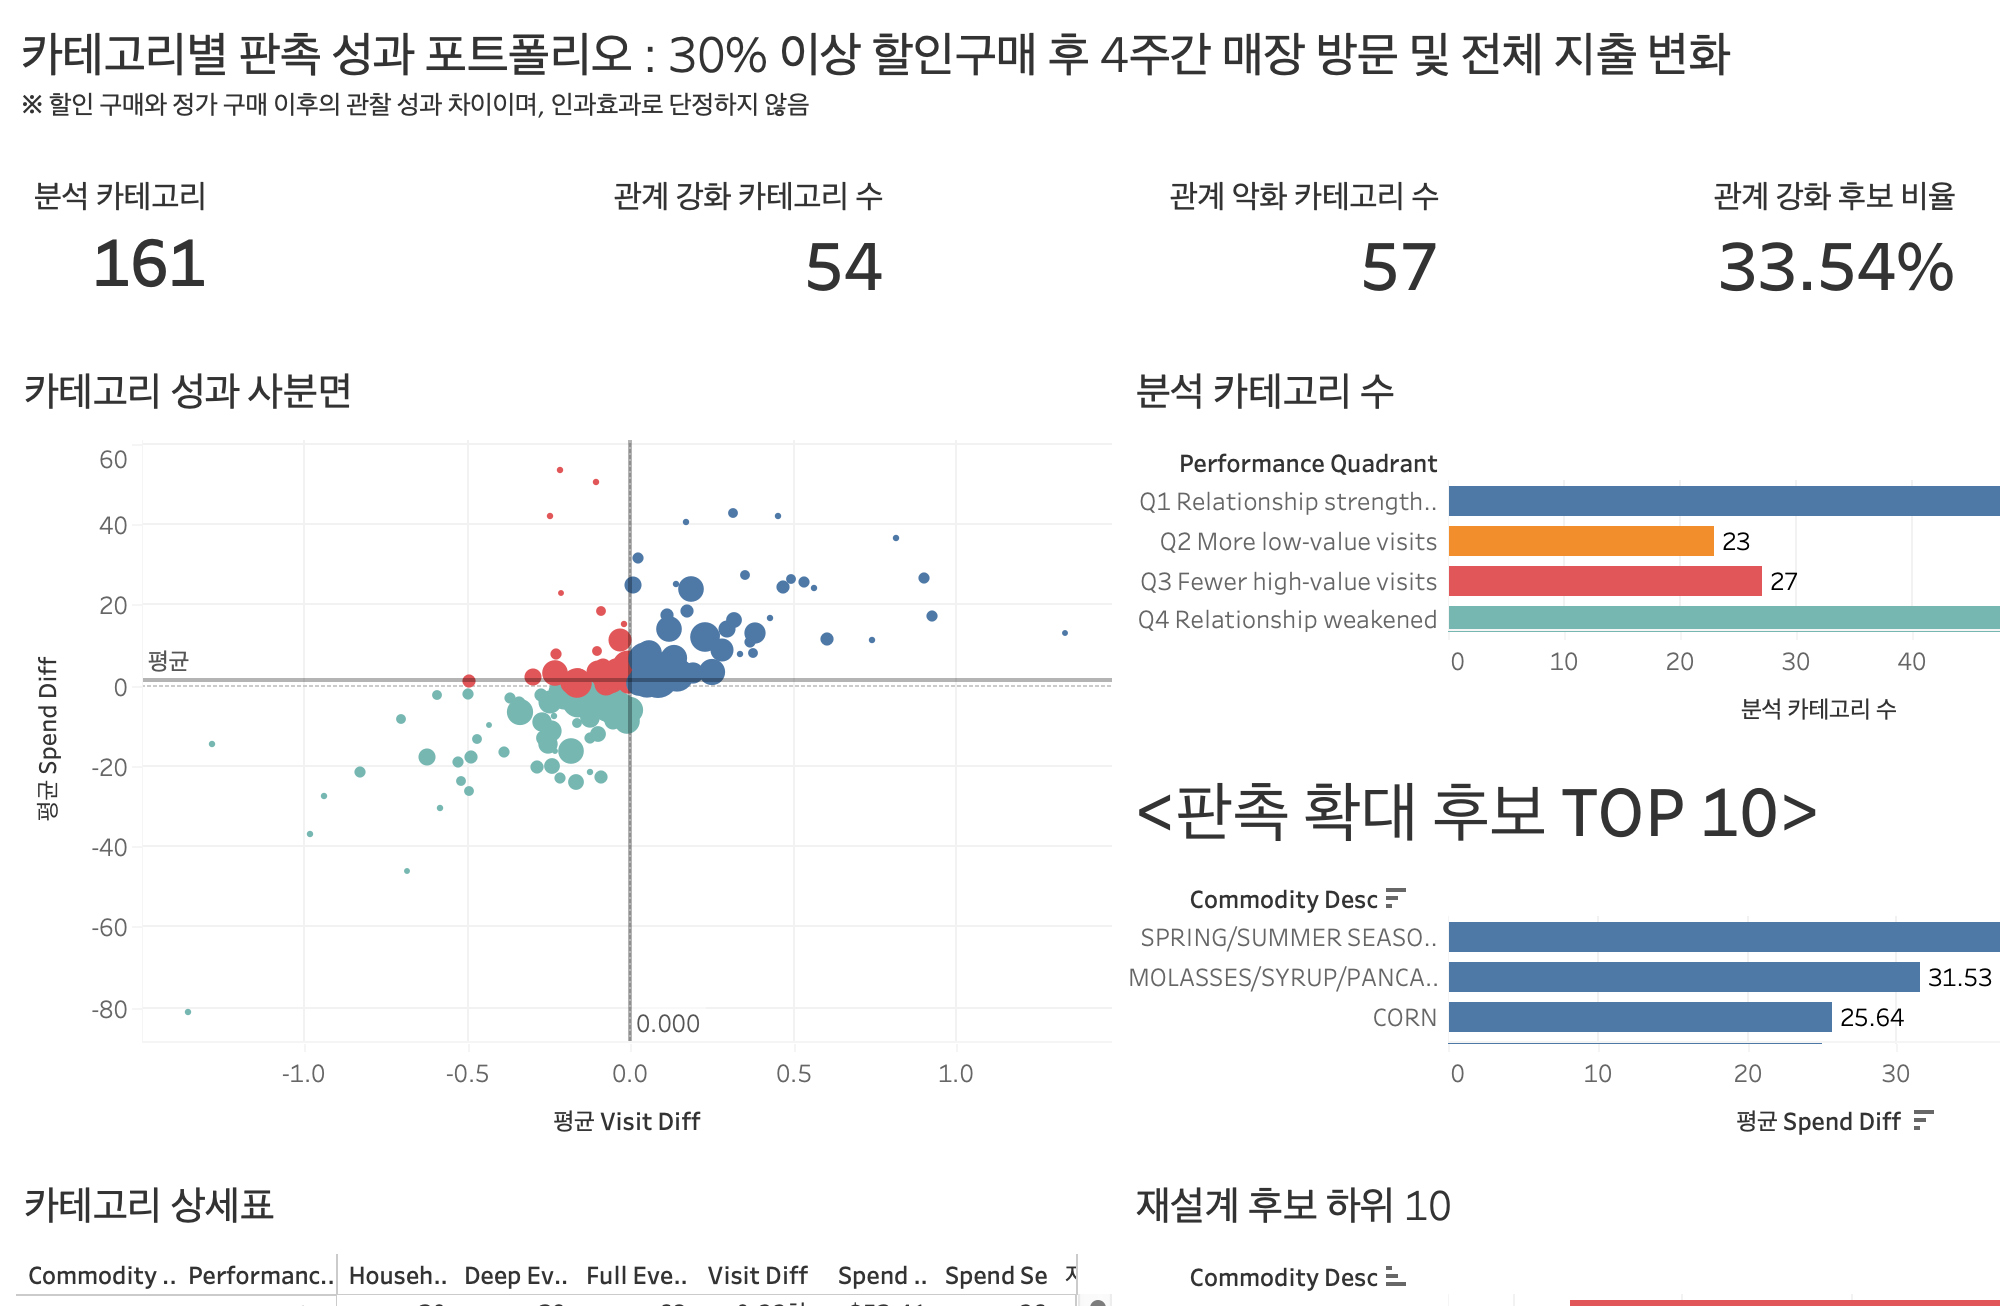 카테고리별 판촉 성과 포트폴리오 : 30% 이상 할인구매 후 4주간 매장 방문 및 전체 지출 변화
※ 할인 구매와 정가 구매 이후의 관찰 성과 차이이며, 인과효과로 단정하지 않음
분석 카테고리
161
관계 강화 카테고리 수
54
관계 악화 카테고리 수
57
관계 강화 후보 비율
33.54%
카테고리 성과 사분면
60
40
20
평균
0
-20
-40
-60
-80
평균 Spend Diff
0.000
-1.0
-0.5
0.0
0.5
1.0
평균 Visit Diff
분석 카테고리 수
Performance Quadrant
Q1 Relationship strength..
Q2 More low-value visits
23
Q3 Fewer high-value visits
27
Q4 Relationship weakened
0
10
20
30
40
분석 카테고리 수
<판촉 확대 후보 TOP 10>
Commodity Desc
SPRING/SUMMER SEASO..
MOLASSES/SYRUP/PANCA..
31.53
CORN
25.64
0
10
20
30
평균 Spend Diff
카테고리 상세표
Commodity .. Performanc.. Househ.. Deep Ev.. Full Eve.. Visit Diff Spend .. Spend Se
재설계 후보 하위 10
Commodity Desc